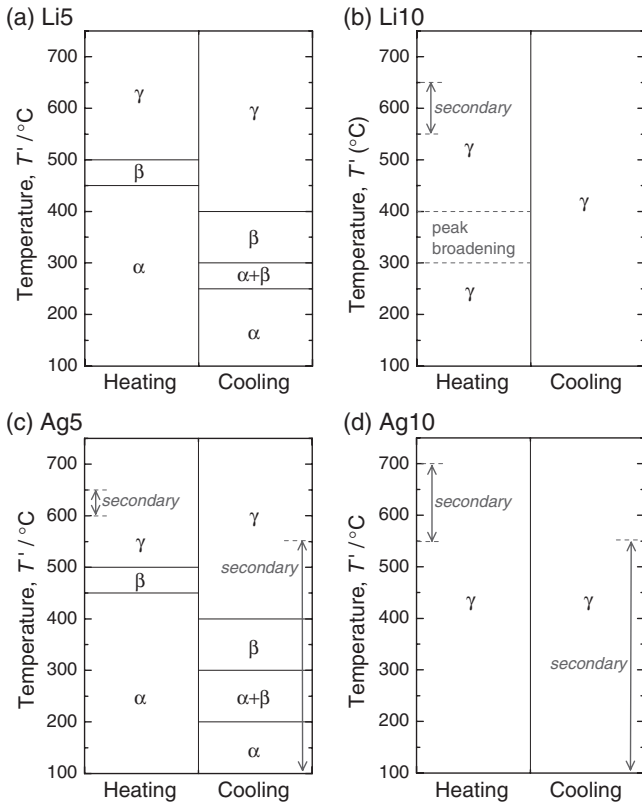 (a) Li5
(b) Li10
Temperature, T' /°C
700
600
500
400
300
200
100
γ
β
α
γ
β
α+β
α
Heating
Cooling
Temperature, T' (°C)
700
600
500
400
300
200
100
secondary
γ
peak
broadening
γ
γ
Heating
Cooling
(c) Ag5
(d) Ag10
Temperature, T' /°C
700
600
500
400
300
200
100
secondary
γ
β
α
γ
secondary
β
α+β
α
Heating
Cooling
Temperature, T' /°C
700
600
500
400
300
200
100
secondary
γ
γ
secondary
Heating
Cooling